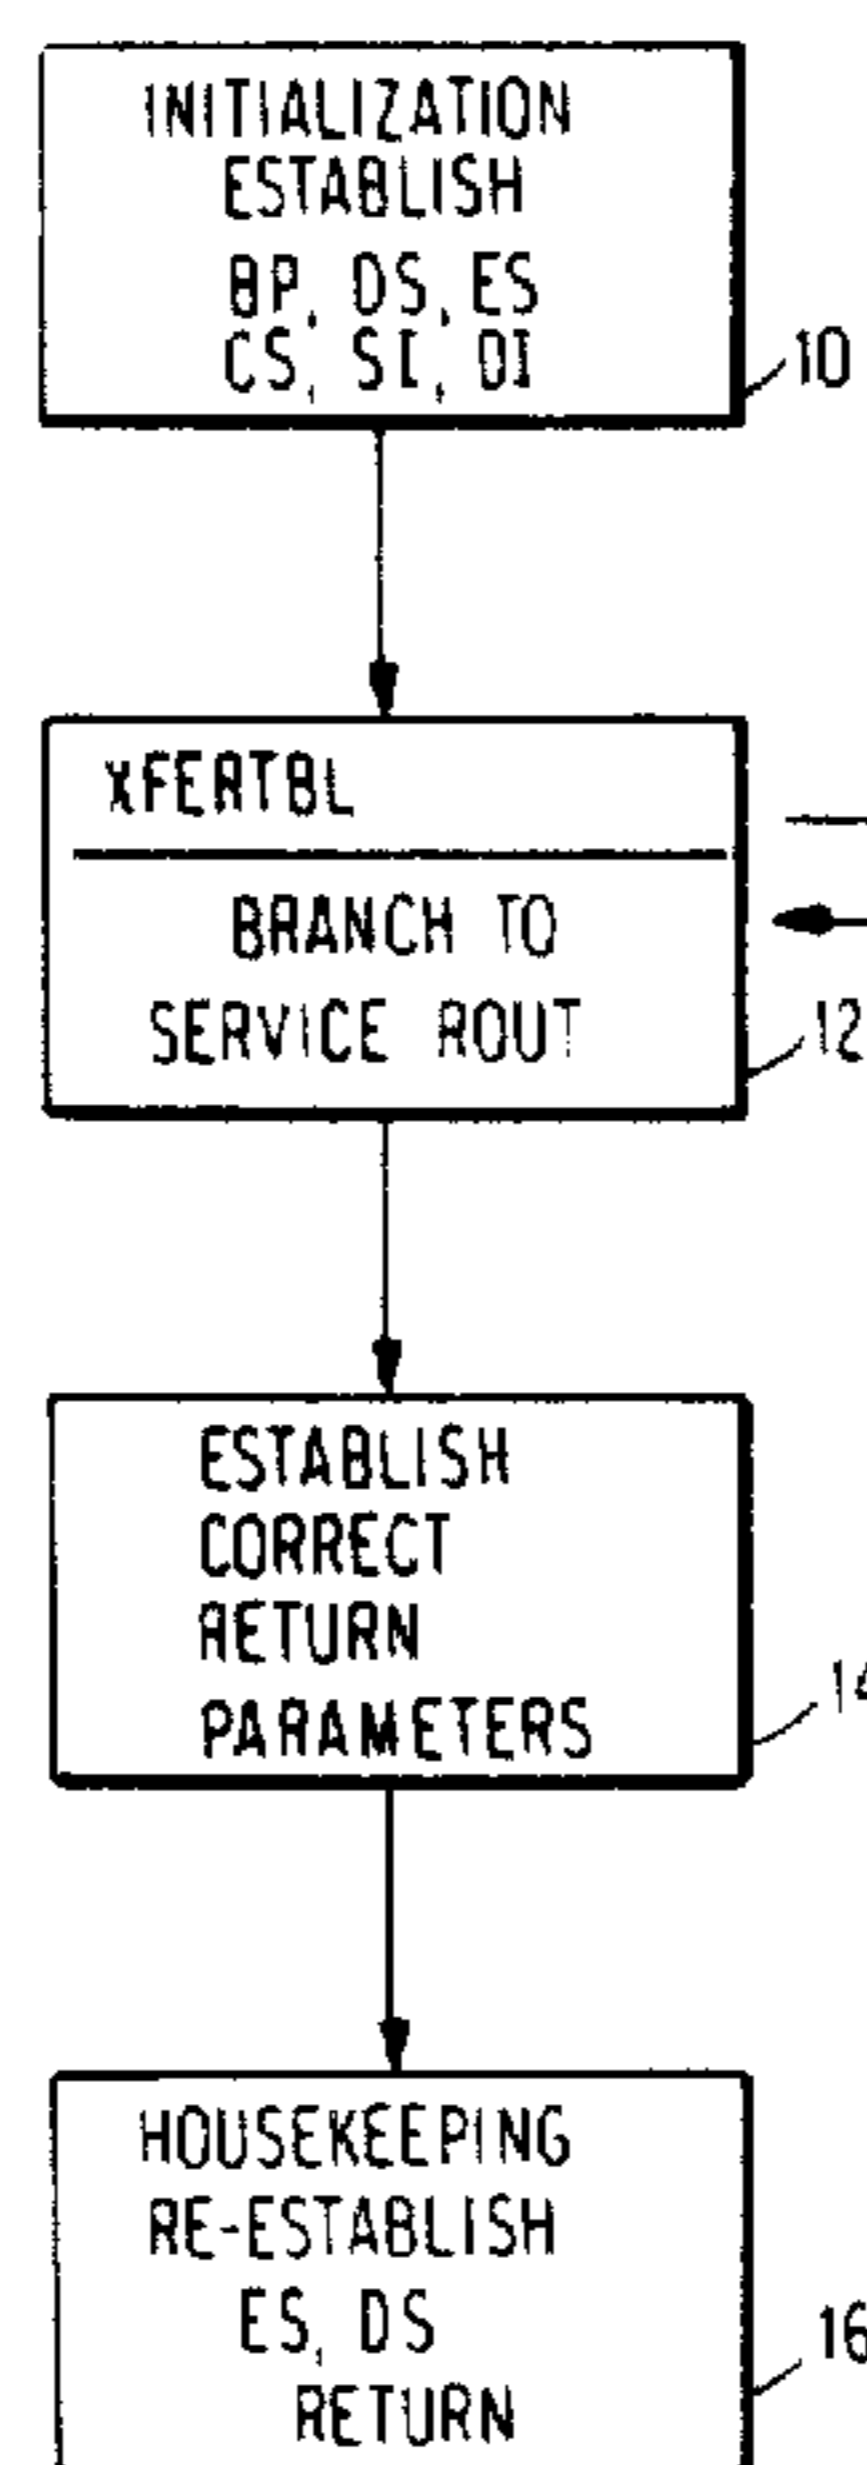 INITIALIZATION
ESTABLISH
BP, DS, ES
CS, SI, DI
10
XFERTBL
BRANCH TO
SERVICE ROUT
12
ESTABLISH
CORRECT
RETURN
PARAMETERS
14
HOUSEKEEPING
RE-ESTABLISH
ES, DS
RETURN
16